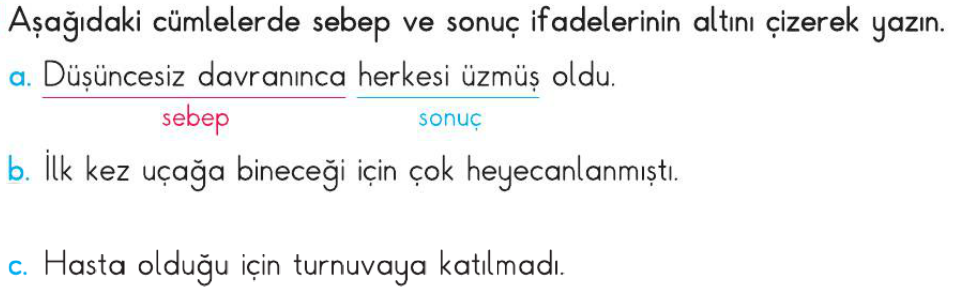 Aşağıdaki cümlelerde sebep ve sonuç ifadelerinin altını çizerek yazın.
a. Düşüncesiz davranınca herkesi üzmüş oldu.
sebep sonuç
b. İlk kez uçağa bineceği için çok heyecanlanmıştı.
c. Hasta olduğu için turnuvaya katılmadı.